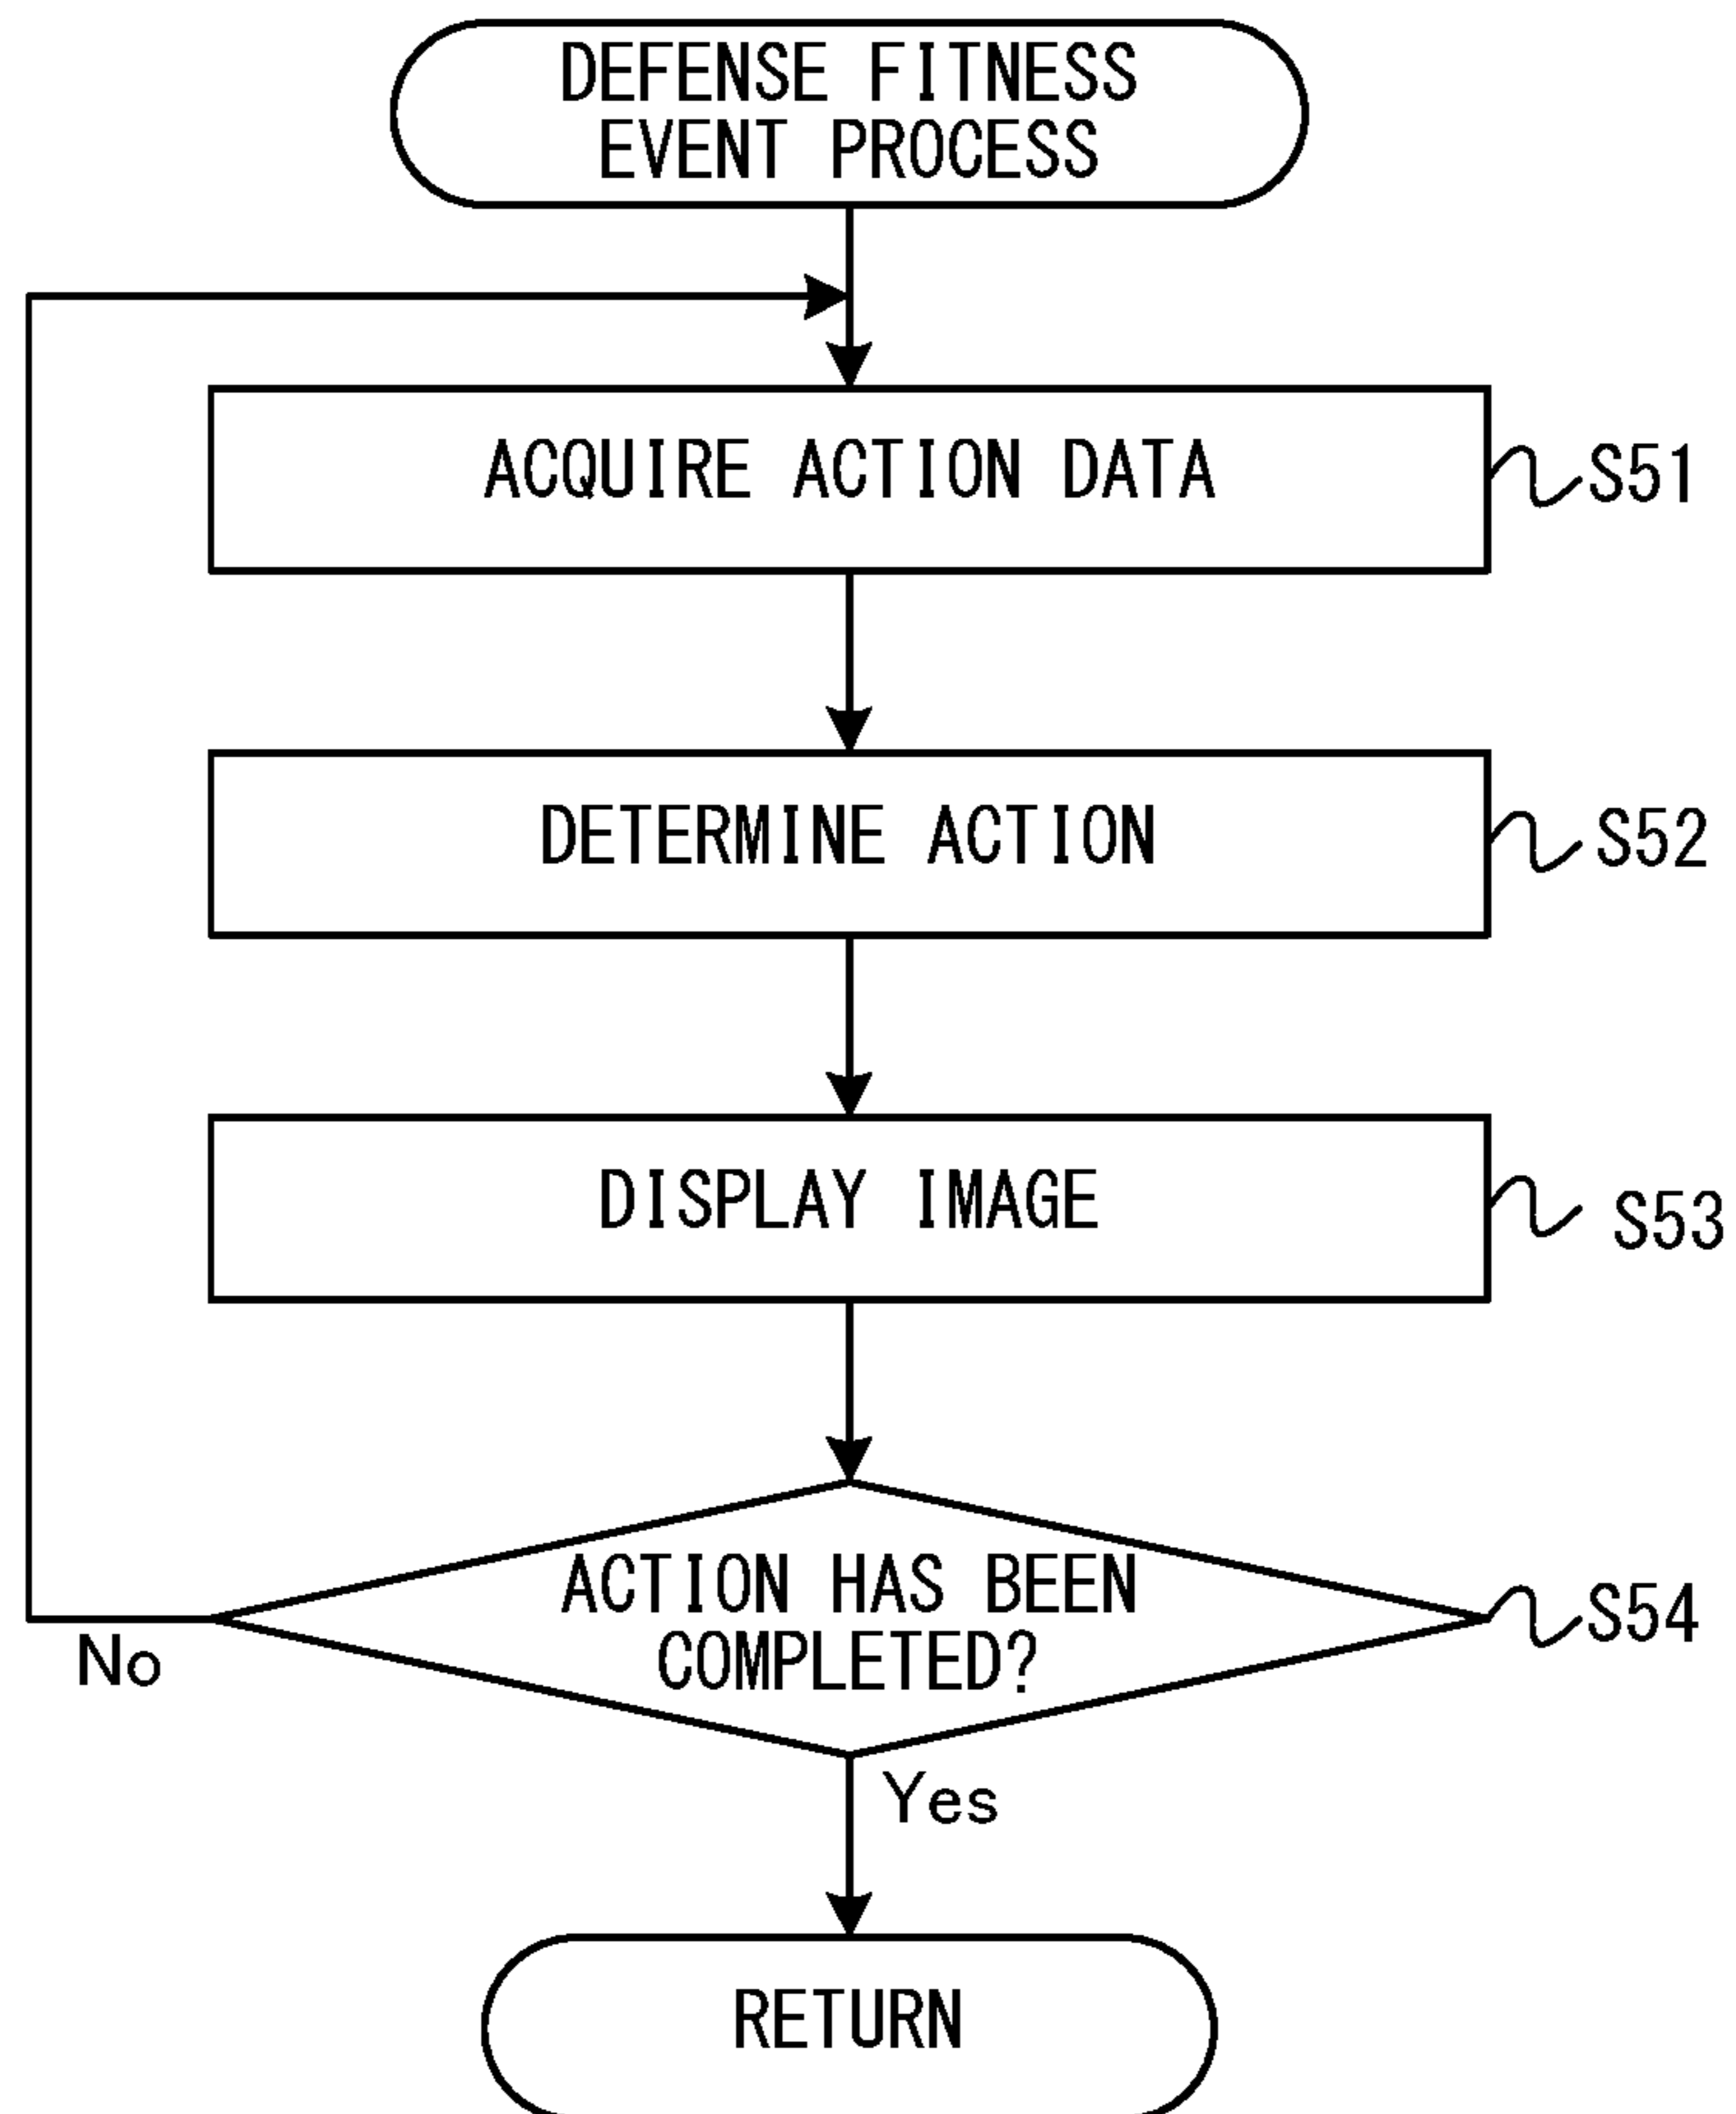 DEFENSE FITNESS
EVENT PROCESS
ACQUIRE ACTION DATA
S51
DETERMINE ACTION
S52
DISPLAY IMAGE
S53
ACTION HAS BEEN
COMPLETED?
S54
No
Yes
RETURN